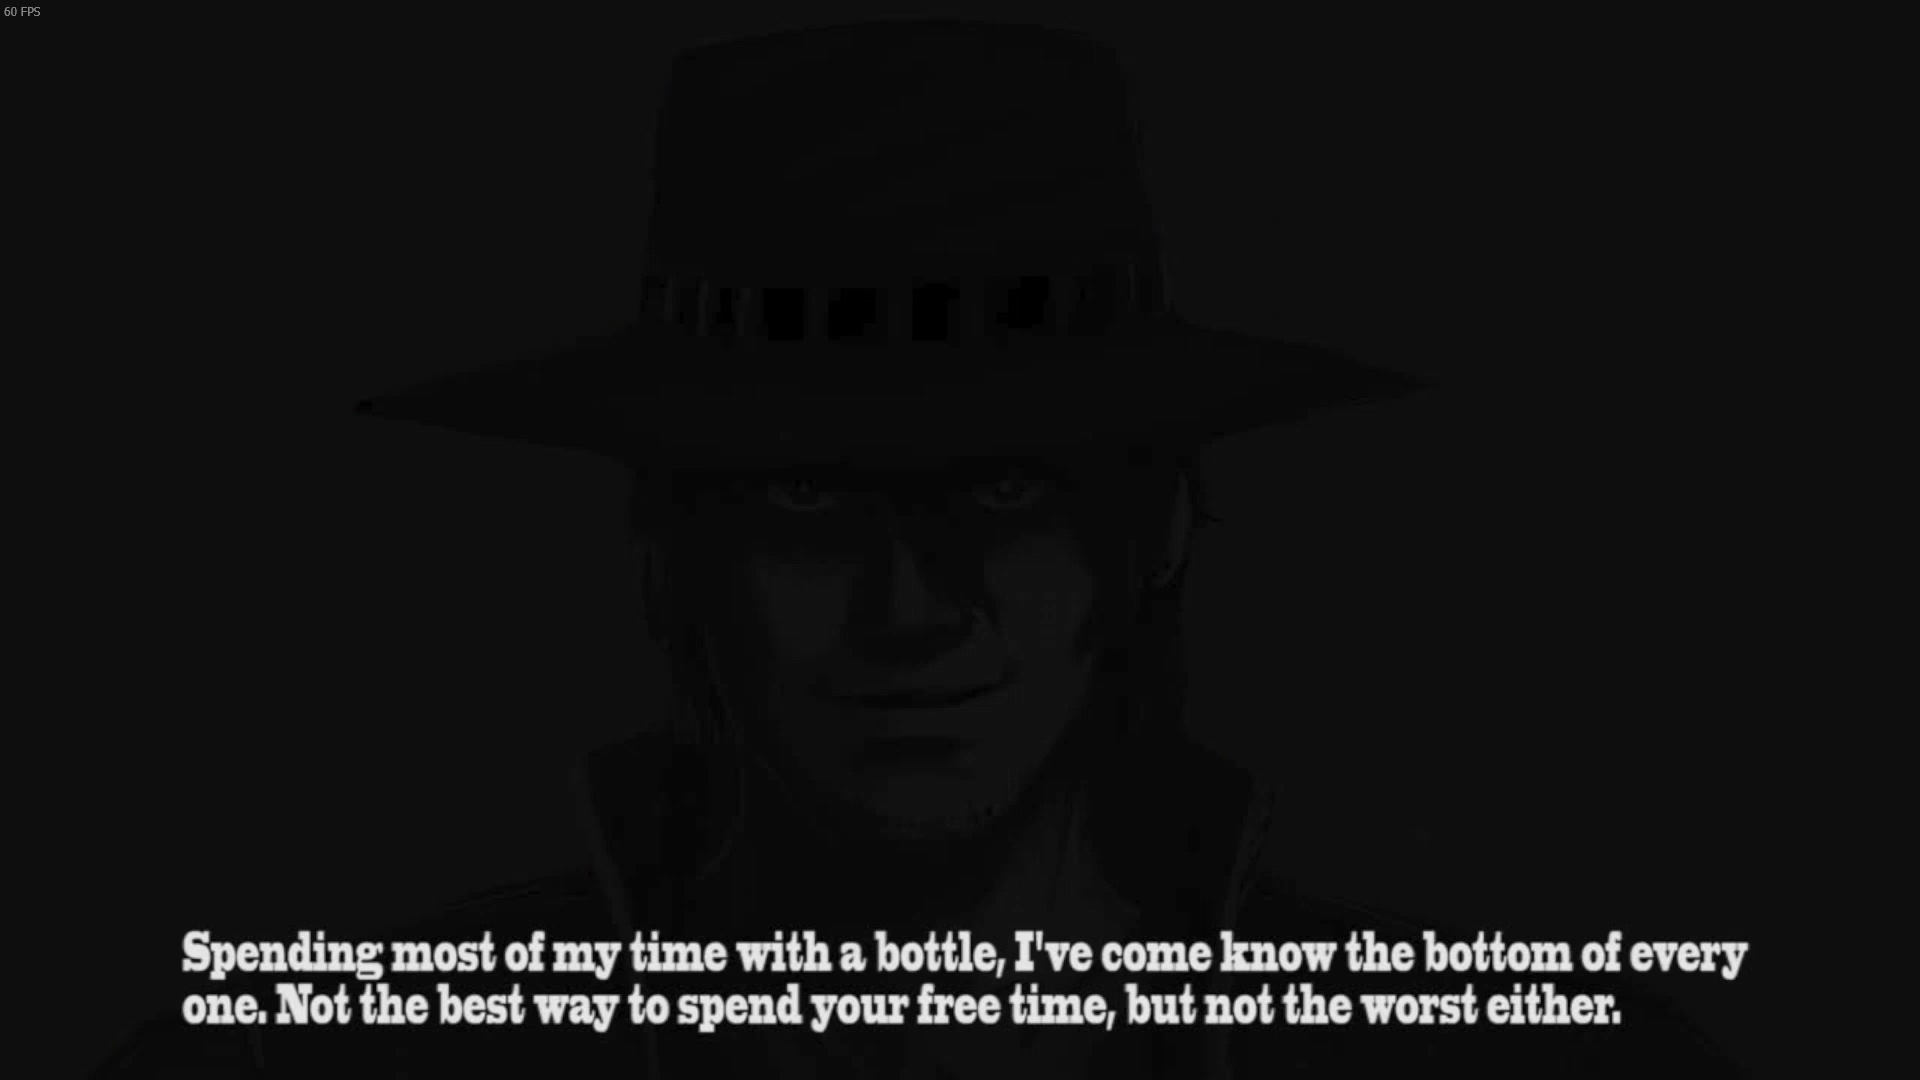 60 FPS
Spending most of my time with a bottle, I've come know the bottom of every
one. Not the best way to spend your free time, but not the worst either.